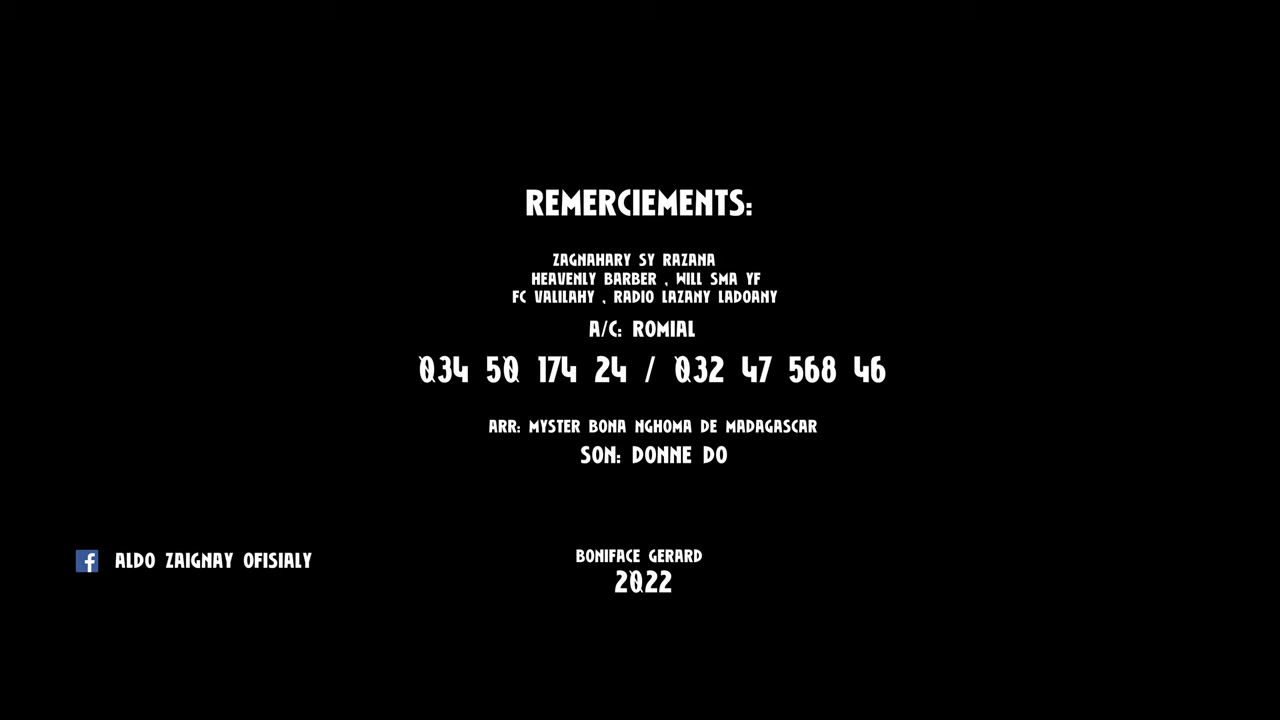 REMERCIEMENTS:
ZAGNAHARY SY RAZANA
HEAVENLY BARBER , WILL SMA YF
FC VALILAHY , RADIO LAZANY LADOANY
A/C: ROMIAL
034 50 174 24 / 032 47 568 46
ARR: MYSTER BONA NGHOMA DE MADAGASCAR
SON: DONNE DO
ALDO ZAIGNAY OFISIALY
BONIFACE GERARD
2022